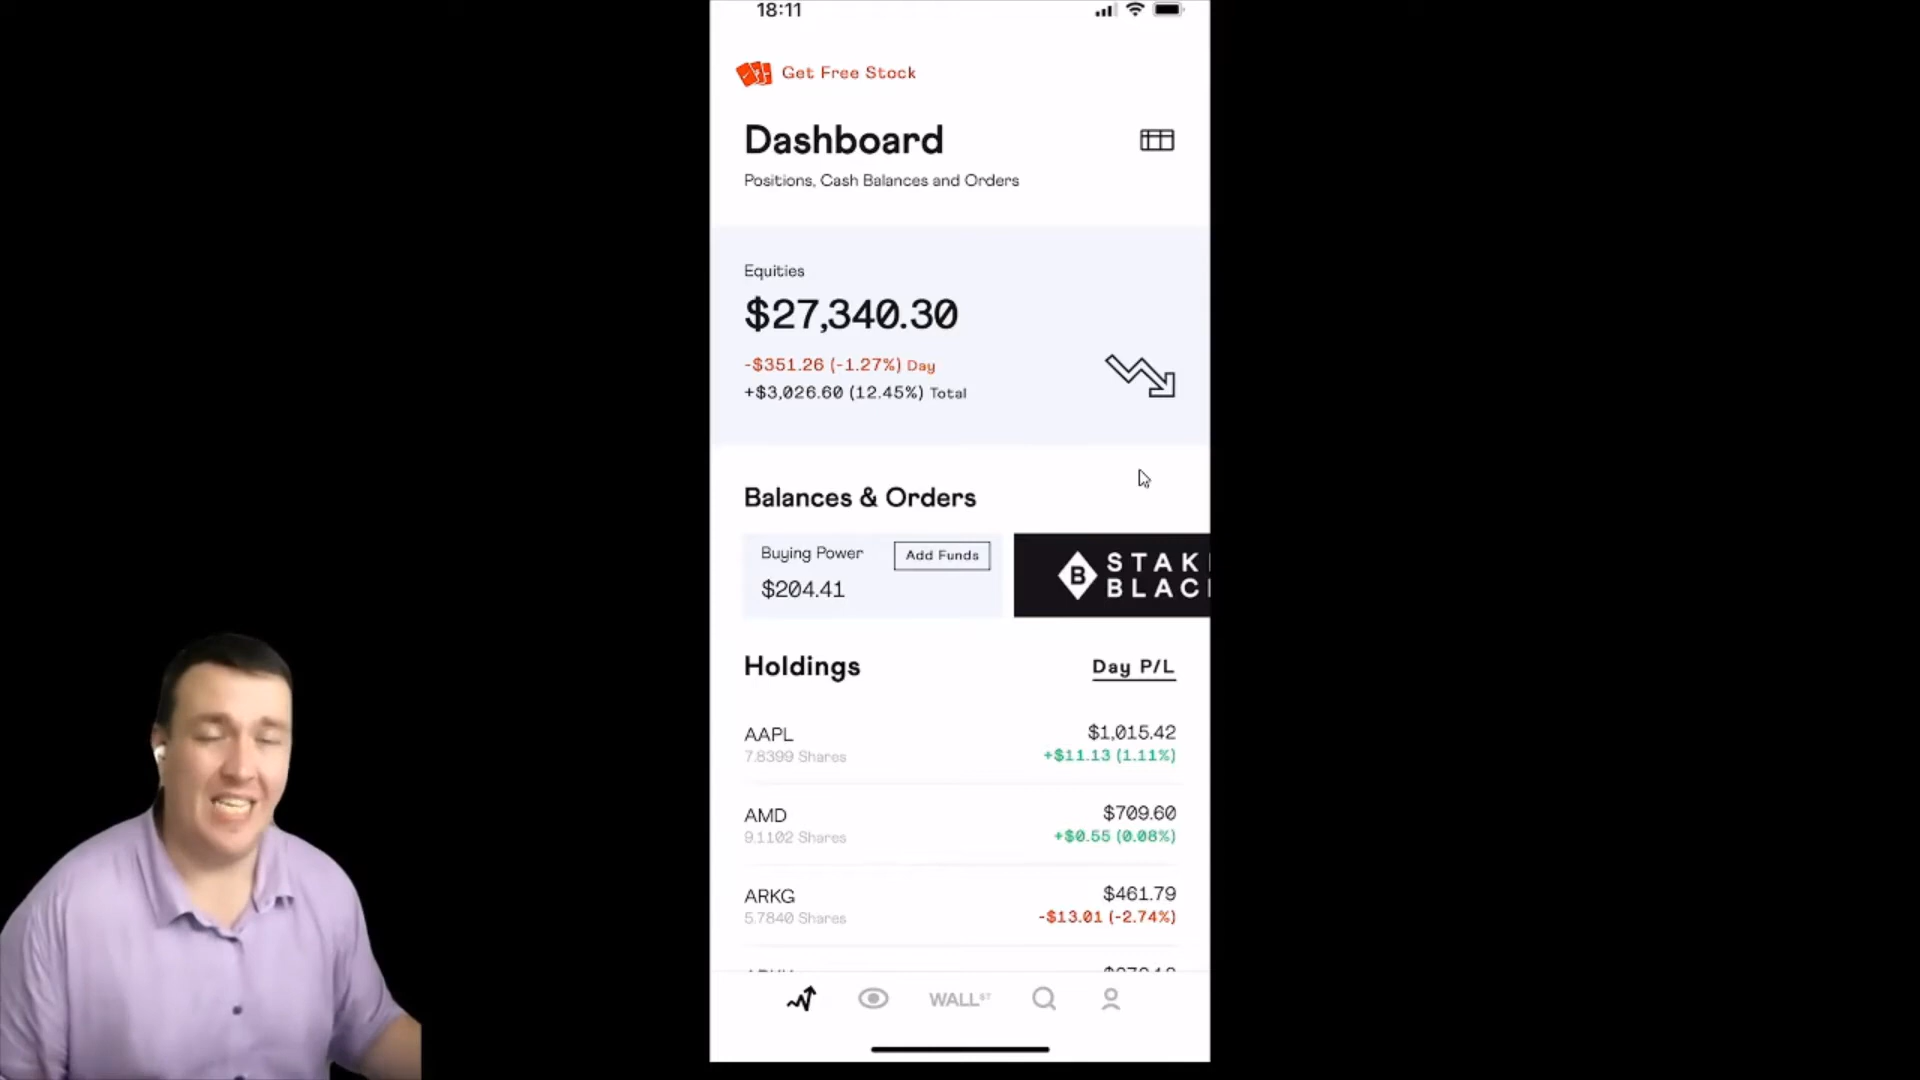 18:11
Get Free Stock
Dashboard
Positions, Cash Balances and Orders
Equities
$27,340.30
-$351.26 (-1.27%) Day
+$3,026.60 (12.45%) Total
Balances & Orders
Buying Power
Add Funds
$204.41
B STAK
BLAC
Holdings
Day P/L
AAPL
$1,015.42
7.8399 Shares
+$11.13 (1.11%)
AMD
$709.60
9.1102 Shares
+$0.55 (0.08%)
ARKG
$461.79
5.7840 Shares
-$13.01 (-2.74%)
WALL ST